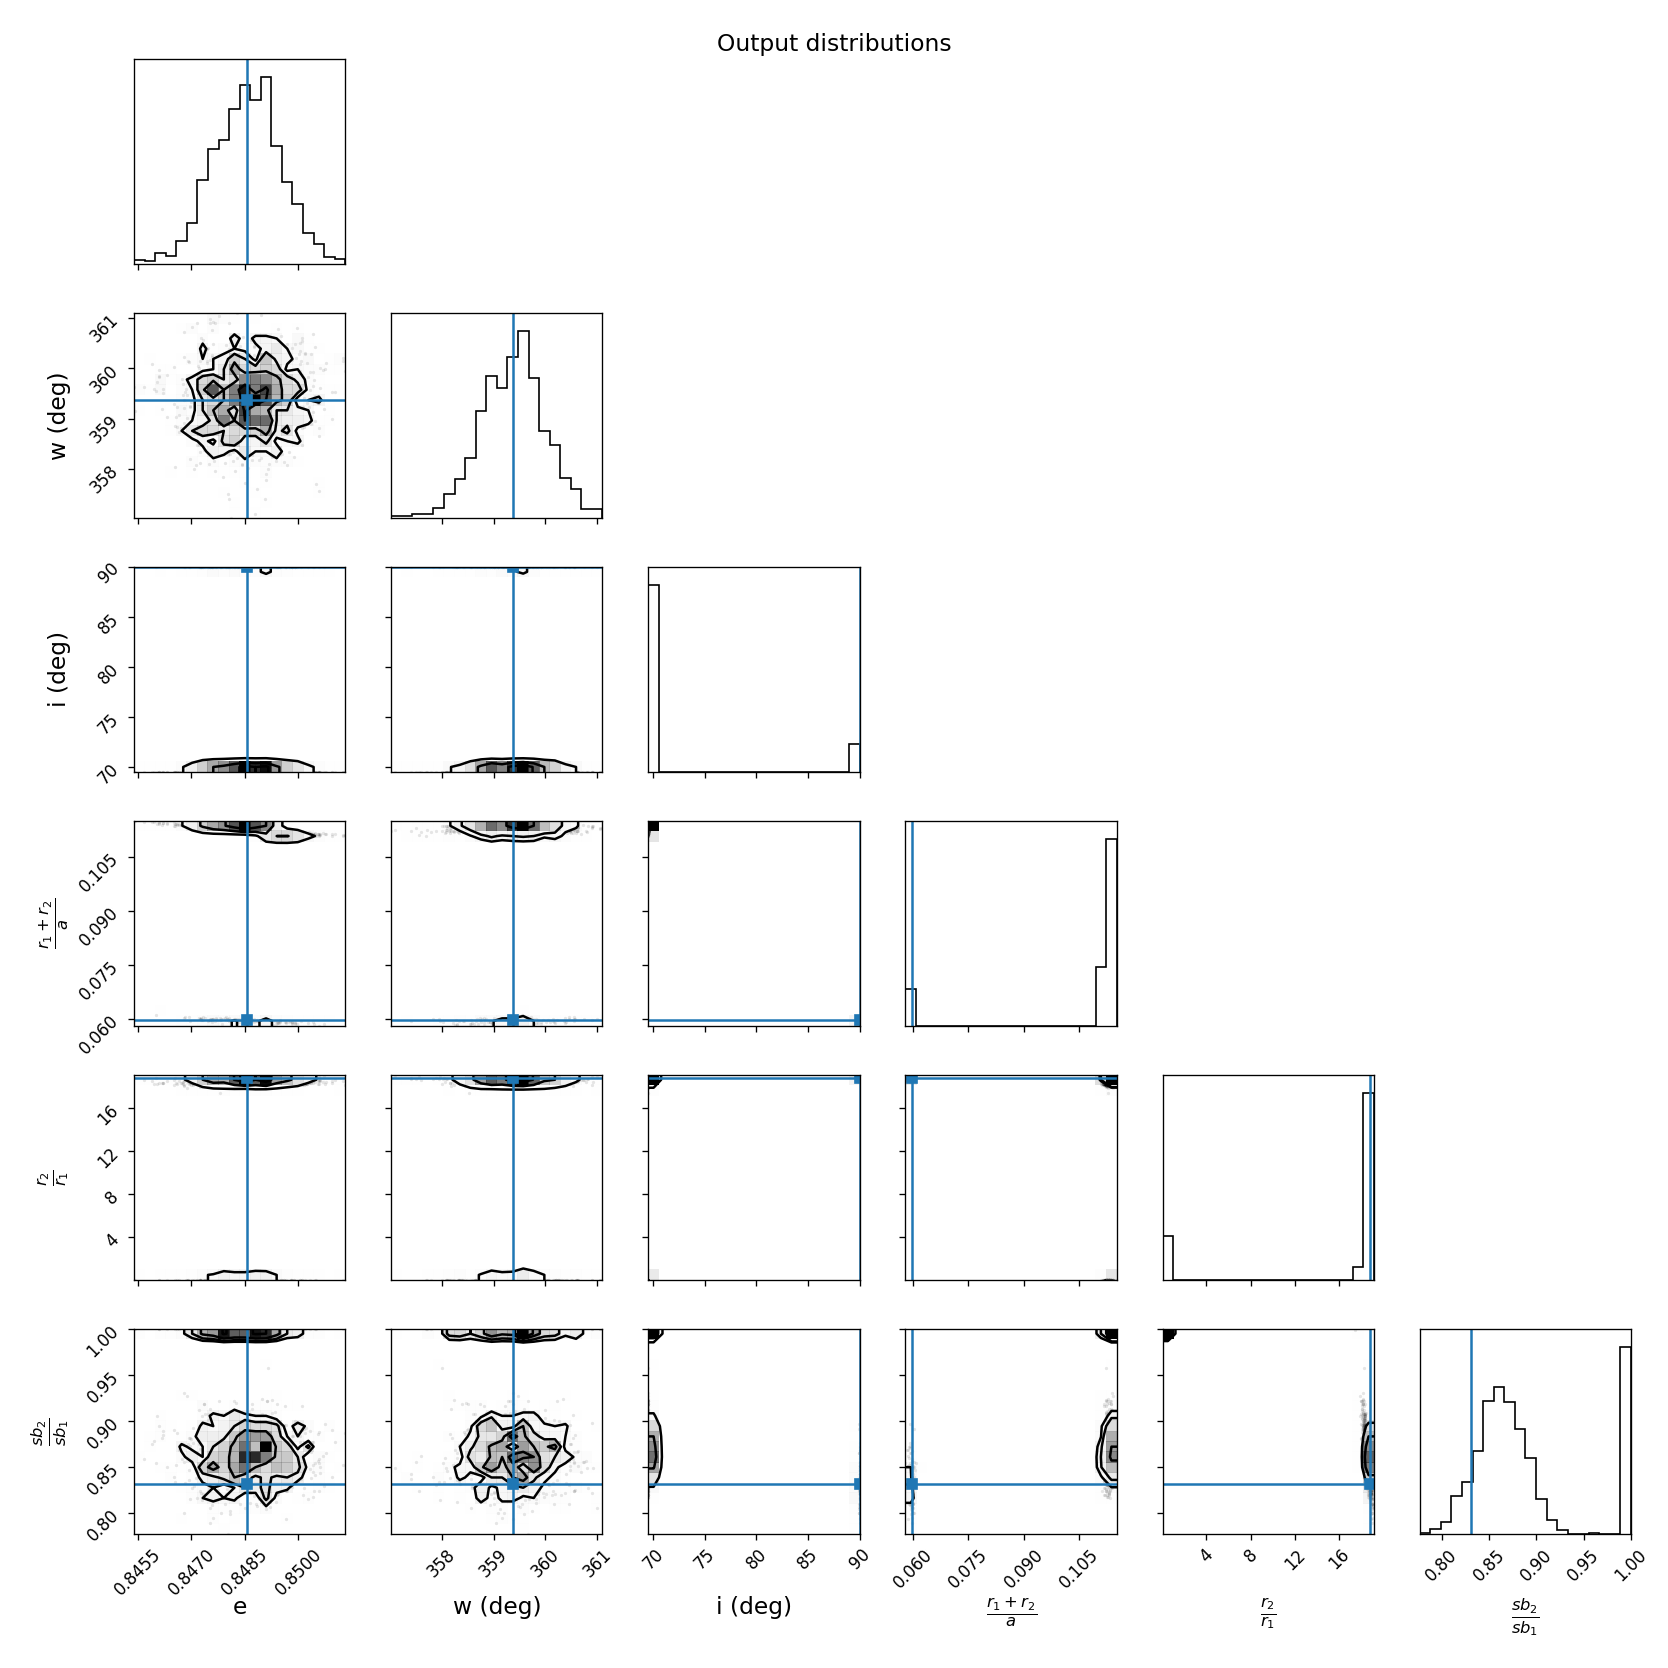 Output distributions
w (deg)
361
360
359
358
i (deg)
90
85
80
75
70
r₁ + r₂
a
0.105
0.090
0.075
0.060
r₂
r₁
16
12
8
4
sb₂
sb₁
1.00
0.95
0.90
0.85
0.80
0.8455 0.8470 0.8485 0.8500
358 359 360 361
70 75 80 85 90
0.060 0.075 0.090 0.105
4 8 12 16
0.80 0.85 0.90 0.95 1.00
e
w (deg)
i (deg)
r₁ + r₂
a
r₂
r₁
sb₂
sb₁